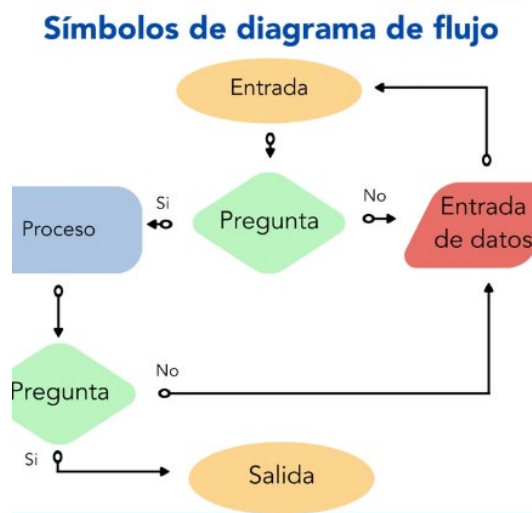 Símbolos de diagrama de flujo
Entrada
Si
No
Proceso
Pregunta
Entrada
de datos
No
Pregunta
Si
Salida